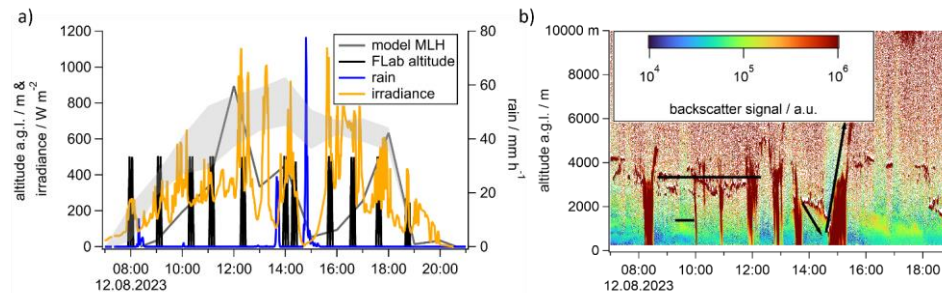 a)
altitude a.g.l. / m &
irradiance / W m-2
1200
1000
800
600
400
200
0
model MLH
FLab altitude
rain
irradiance
80
60
40
20
0
rain / mm h-1
08:00 10:00 12:00 14:00 16:00 18:00 20:00
12.08.2023
b)
altitude a.g.l. / m
10000 m
8000
6000
4000
2000
0
10^4 10^5 10^6
backscatter signal / a.u.
08:00 10:00 12:00 14:00 16:00 18:00
12.08.2023